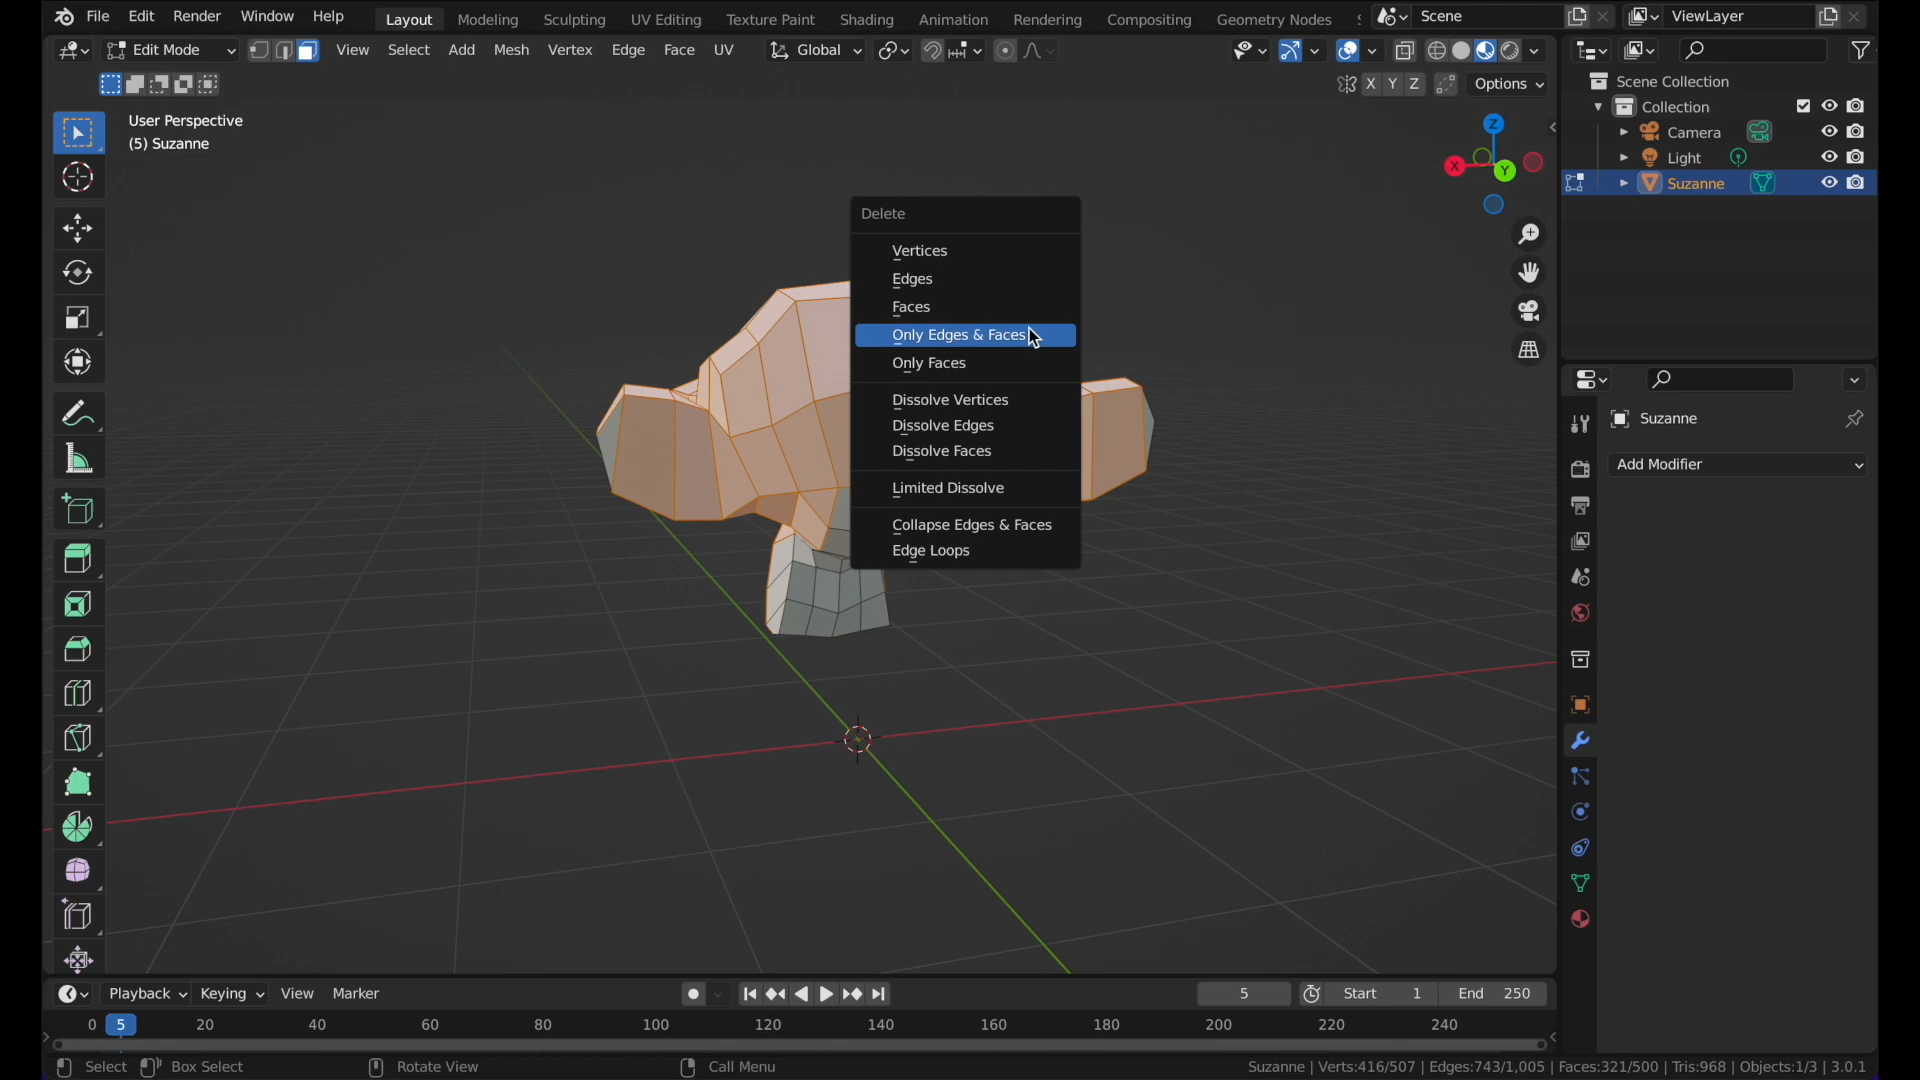 File Edit Render Window Help Layout Modeling Sculpting UV Editing Texture Paint Shading Animation Rendering Compositing Geometry Nodes Scene ViewLayer
Edit Mode View Select Add Mesh Vertex Edge Face UV Global
X Y Z Options
User Perspective
(5) Suzanne
Z
X
Y
Delete
Vertices
Edges
Faces
Only Edges & Faces
Only Faces
Dissolve Vertices
Dissolve Edges
Dissolve Faces
Limited Dissolve
Collapse Edges & Faces
Edge Loops
Scene Collection
Collection
Camera
Light
Suzanne
Suzanne
Add Modifier
Playback Keying View Marker 5 Start 1 End 250
0 5 20 40 60 80 100 120 140 160 180 200 220 240
Select Box Select Rotate View Call Menu Suzanne | Verts:416/507 | Edges:743/1,005 | Faces:321/500 | Tris:968 | Objects:1/3 | 3.0.1